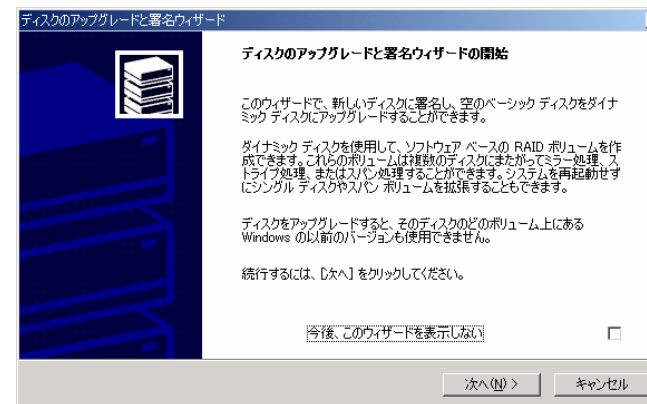 ディスクのアップグレードと署名ウィザード
ディスクのアップグレードと署名ウィザードの開始
このウィザードで、新しいディスクに署名し、空のベーシック ディスクをダイナ
ミック ディスクにアップグレードすることができます。
ダイナミック ディスクを使用して、ソフトウェア ベースの RAID ボリュームを作
成できます。これらのボリュームは複数のディスクにまたがってミラー処理、ス
トライプ処理、またはスパン処理することができます。システムを再起動せず
にシングル ディスクやスパン ボリュームを拡張することもできます。
ディスクをアップグレードすると、そのディスクのどのボリューム上にある
Windows の以前のバージョンも使用できません。
続行するには、[次へ] をクリックしてください。
今後、このウィザードを表示しない
次へ(N) >
キャンセル